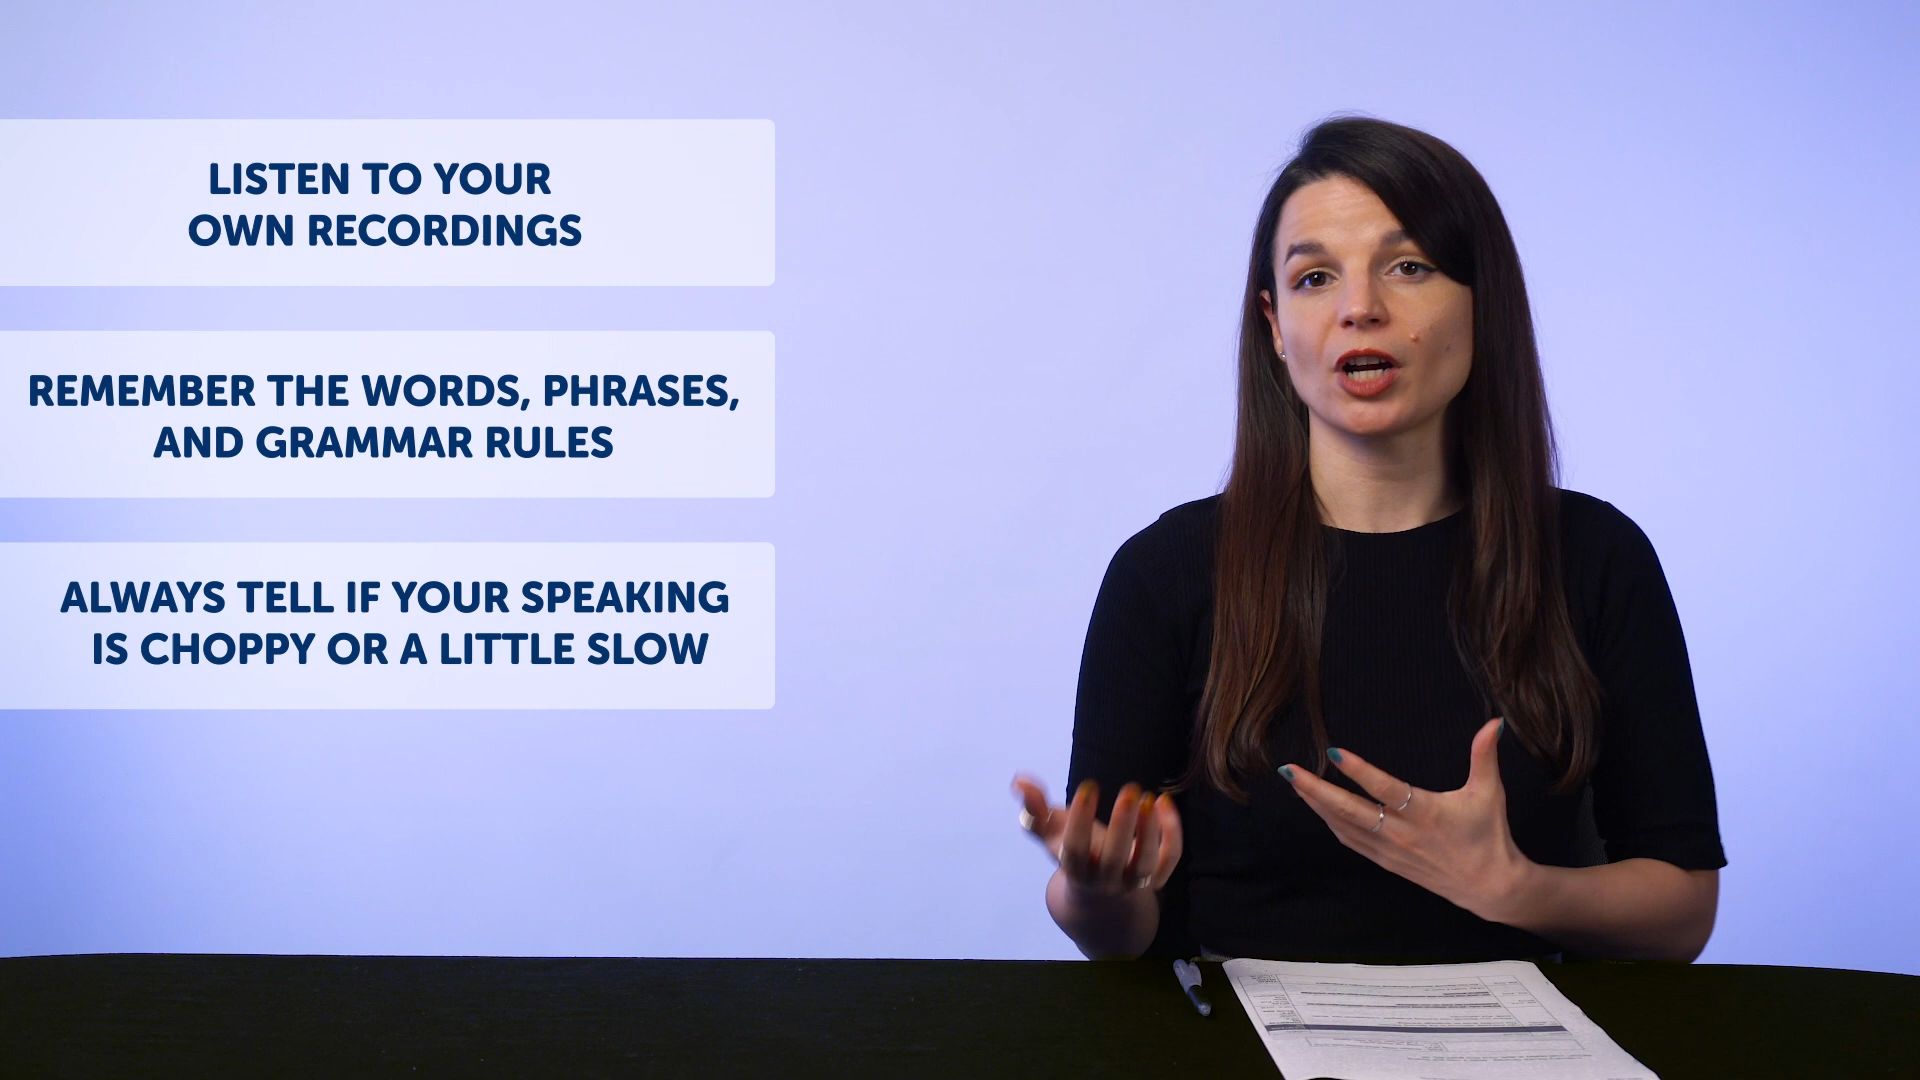 LISTEN TO YOUR
OWN RECORDINGS
REMEMBER THE WORDS, PHRASES,
AND GRAMMAR RULES
ALWAYS TELL IF YOUR SPEAKING
IS CHOPPY OR A LITTLE SLOW